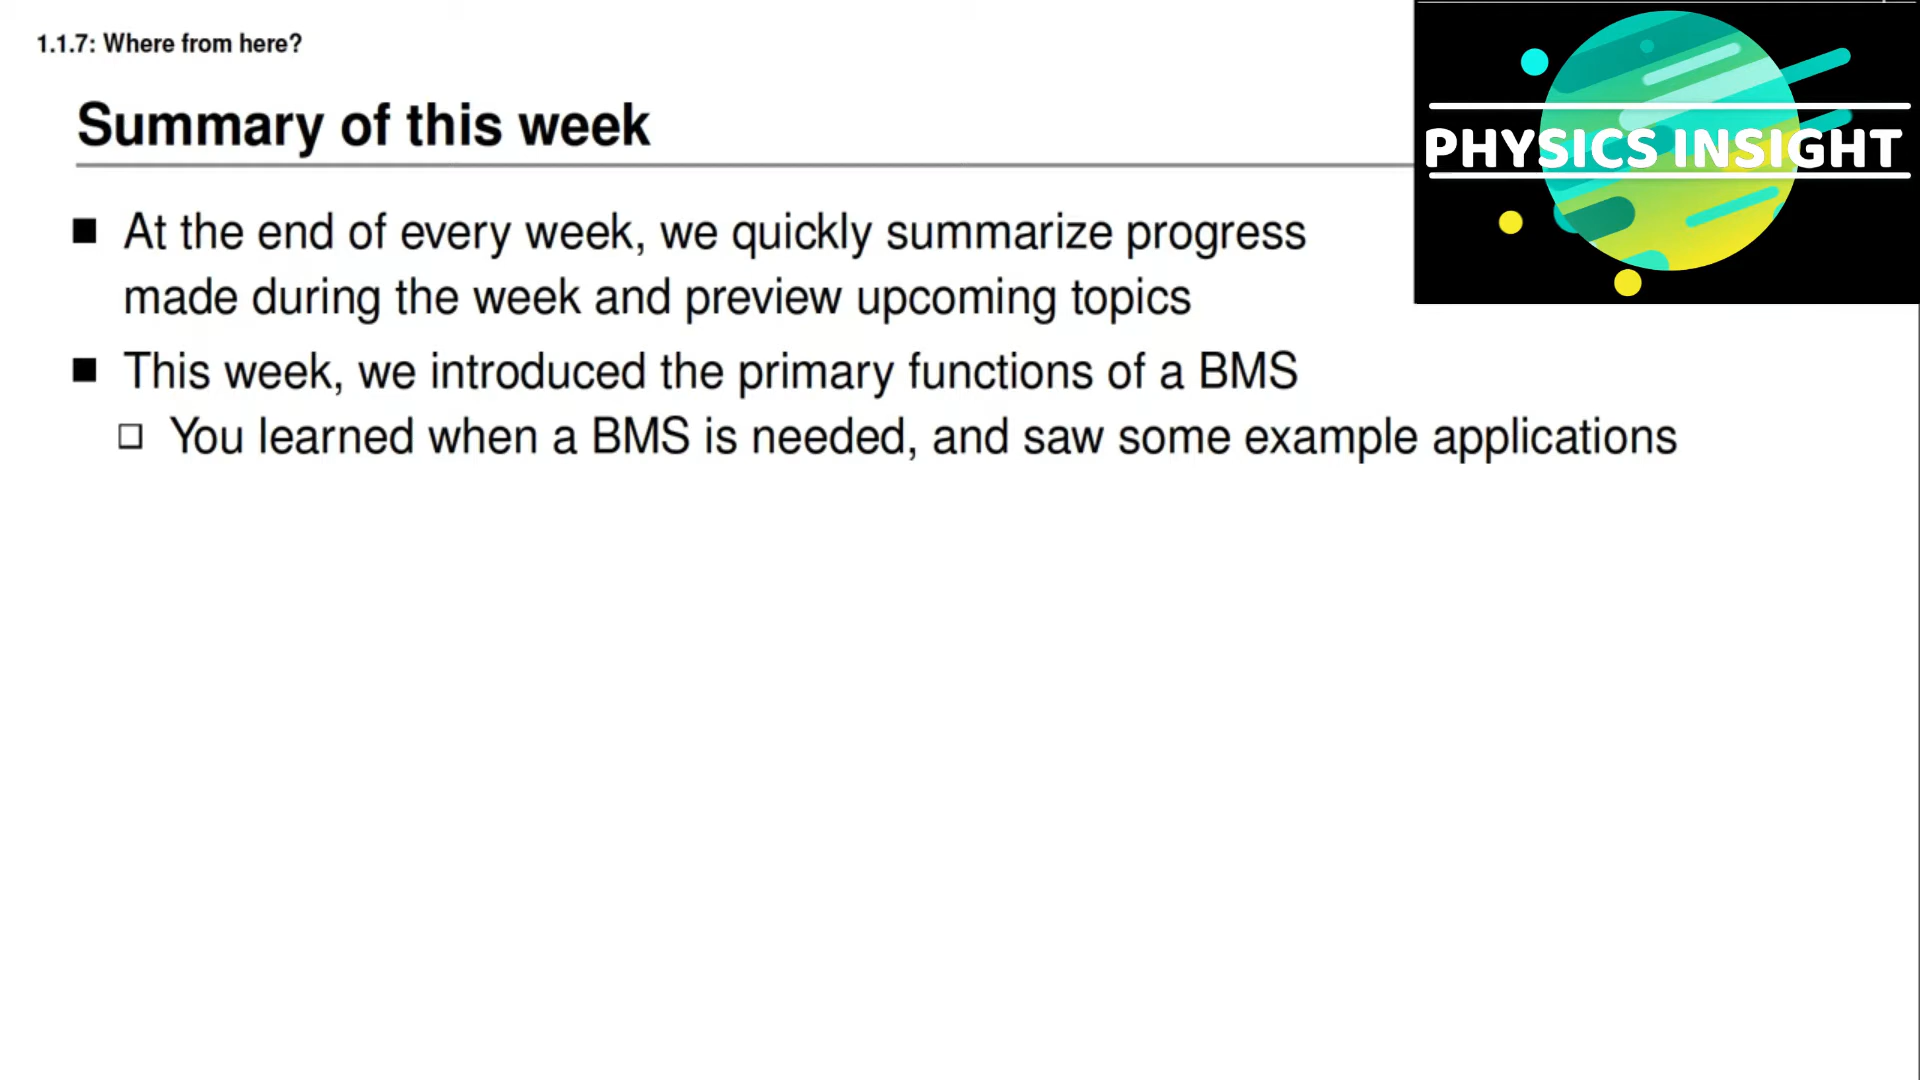 1.1.7: Where from here?
Summary of this week
PHYSICS INSIGHT
At the end of every week, we quickly summarize progress
made during the week and preview upcoming topics
This week, we introduced the primary functions of a BMS
You learned when a BMS is needed, and saw some example applications